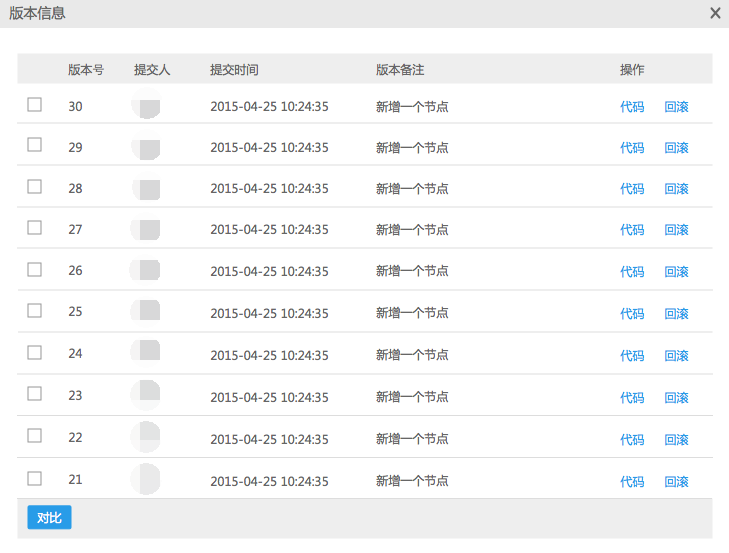 版本信息
版本号 提交人 提交时间 版本备注 操作
30 2015-04-25 10:24:35 新增一个节点 代码 回滚
29 2015-04-25 10:24:35 新增一个节点 代码 回滚
28 2015-04-25 10:24:35 新增一个节点 代码 回滚
27 2015-04-25 10:24:35 新增一个节点 代码 回滚
26 2015-04-25 10:24:35 新增一个节点 代码 回滚
25 2015-04-25 10:24:35 新增一个节点 代码 回滚
24 2015-04-25 10:24:35 新增一个节点 代码 回滚
23 2015-04-25 10:24:35 新增一个节点 代码 回滚
22 2015-04-25 10:24:35 新增一个节点 代码 回滚
21 2015-04-25 10:24:35 新增一个节点 代码 回滚
对比